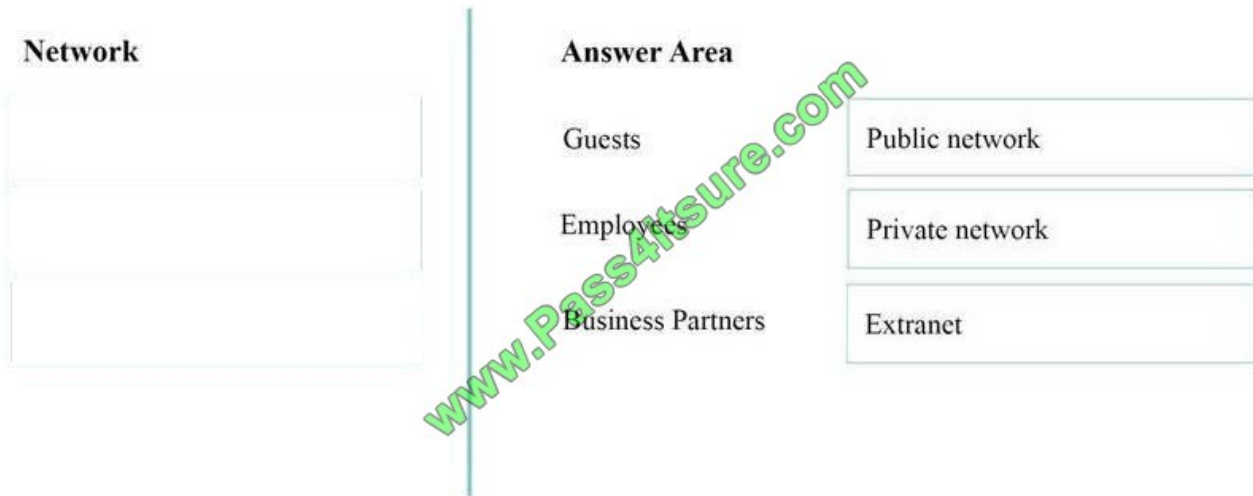 Network
Answer Area
Guests
Public network
Employees
Private network
Business Partners
Extranet
www.Pass4itsure.com